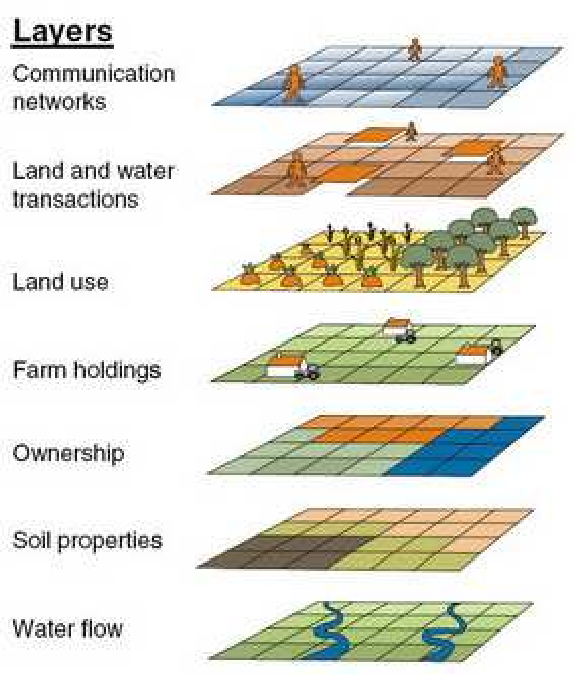 Layers
Communication
networks
Land and water
transactions
Land use
Farm holdings
Ownership
Soil properties
Water flow